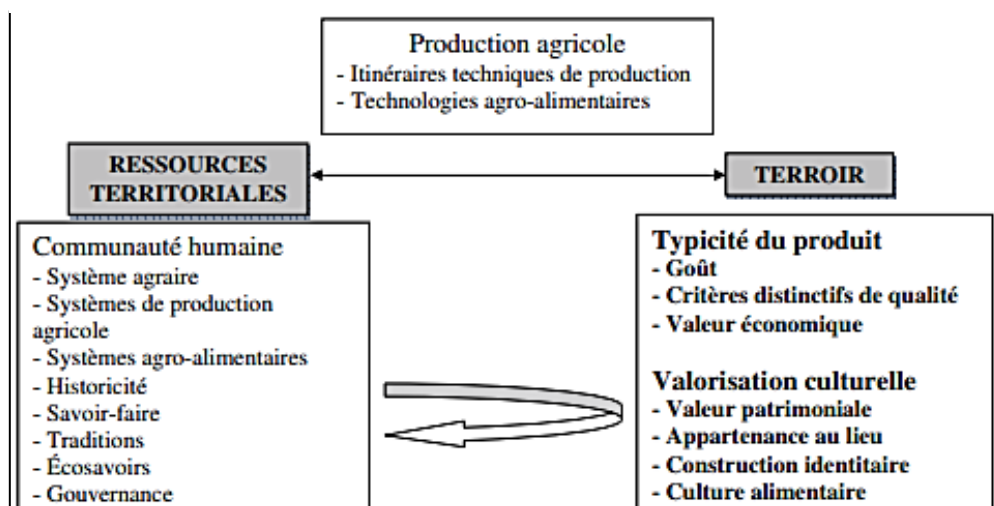 Production agricole
- Itinéraires techniques de production
- Technologies agro-alimentaires
RESSOURCES
TERRITORIALES
TERROIR
Communauté humaine
- Système agraire
- Systèmes de production
agricole
- Systèmes agro-alimentaires
- Historicité
- Savoir-faire
- Traditions
- Écosavoirs
- Gouvernance
Typicité du produit
- Goût
- Critères distinctifs de qualité
- Valeur économique
Valorisation culturelle
- Valeur patrimoniale
- Appartenance au lieu
- Construction identitaire
- Culture alimentaire